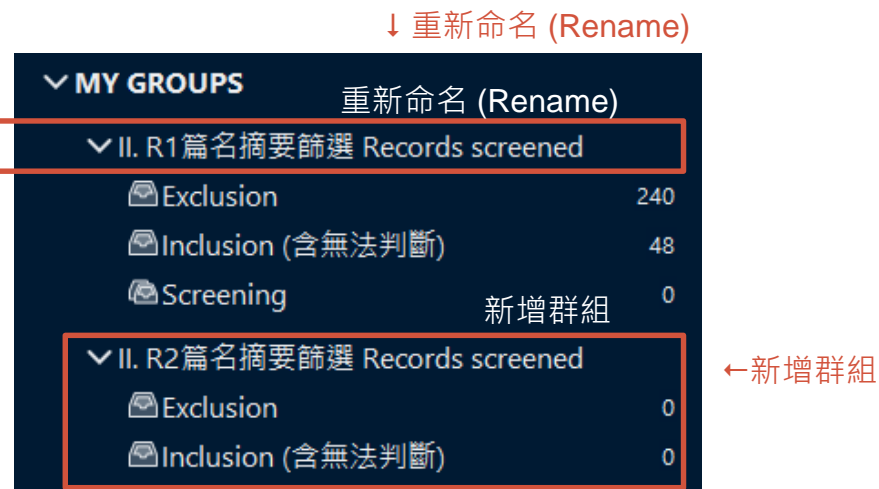 ↓重新命名 (Rename)
MY GROUPS
重新命名 (Rename)
II. R1篇名摘要篩選 Records screened
Exclusion 240
Inclusion (含無法判斷) 48
Screening 0
新增群組
II. R2篇名摘要篩選 Records screened
←新增群組
Exclusion 0
Inclusion (含無法判斷) 0